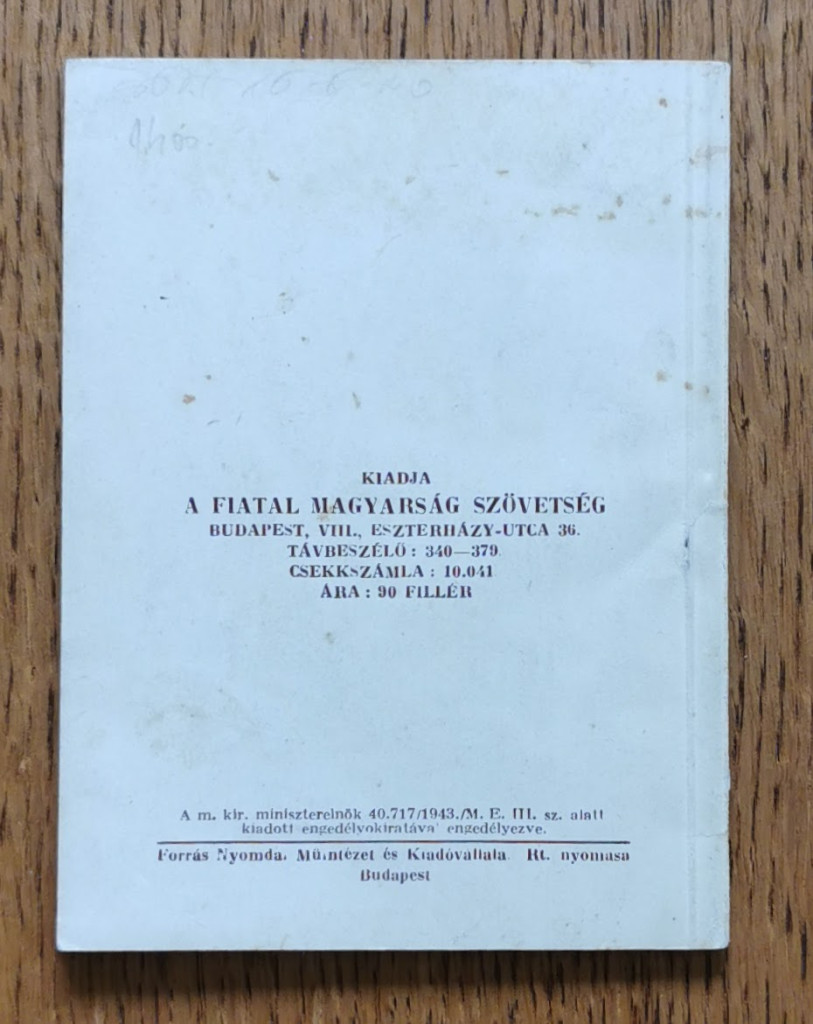 KIADJA
A FIATAL MAGYARSÁG SZÖVETSÉG
BUDAPEST, VIII., ESZTERHÁZY-UTCA 36.
TÁVBESZÉLŐ : 340—379.
CSEKKSZÁMLA : 10.041
ÁRA : 90 FILLÉR
A m. kir. miniszterelnök 40.717/1943./M. E. III. sz. alatt
kiadott engedélyokiratával engedélyezve.
Forrás Nyomda, Műintézet és Kiadóvállala Rt. nyomása
Budapest